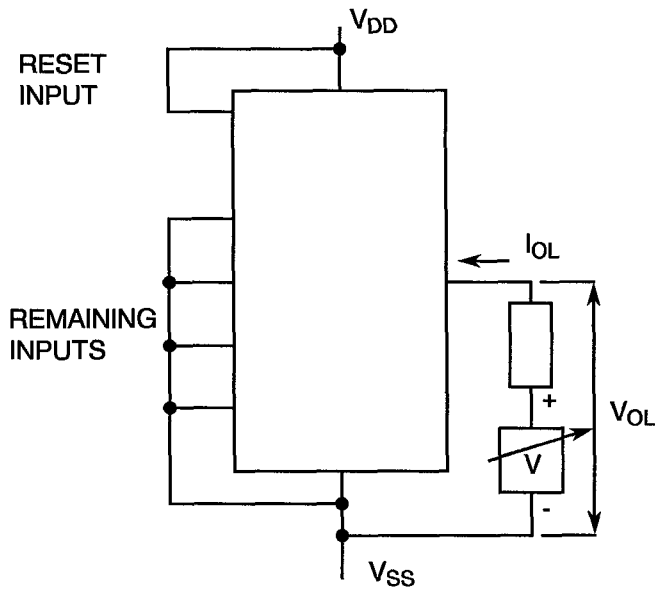 VDD
RESET
INPUT
IOL
REMAINING
INPUTS
+
VOL
V
-
VSS